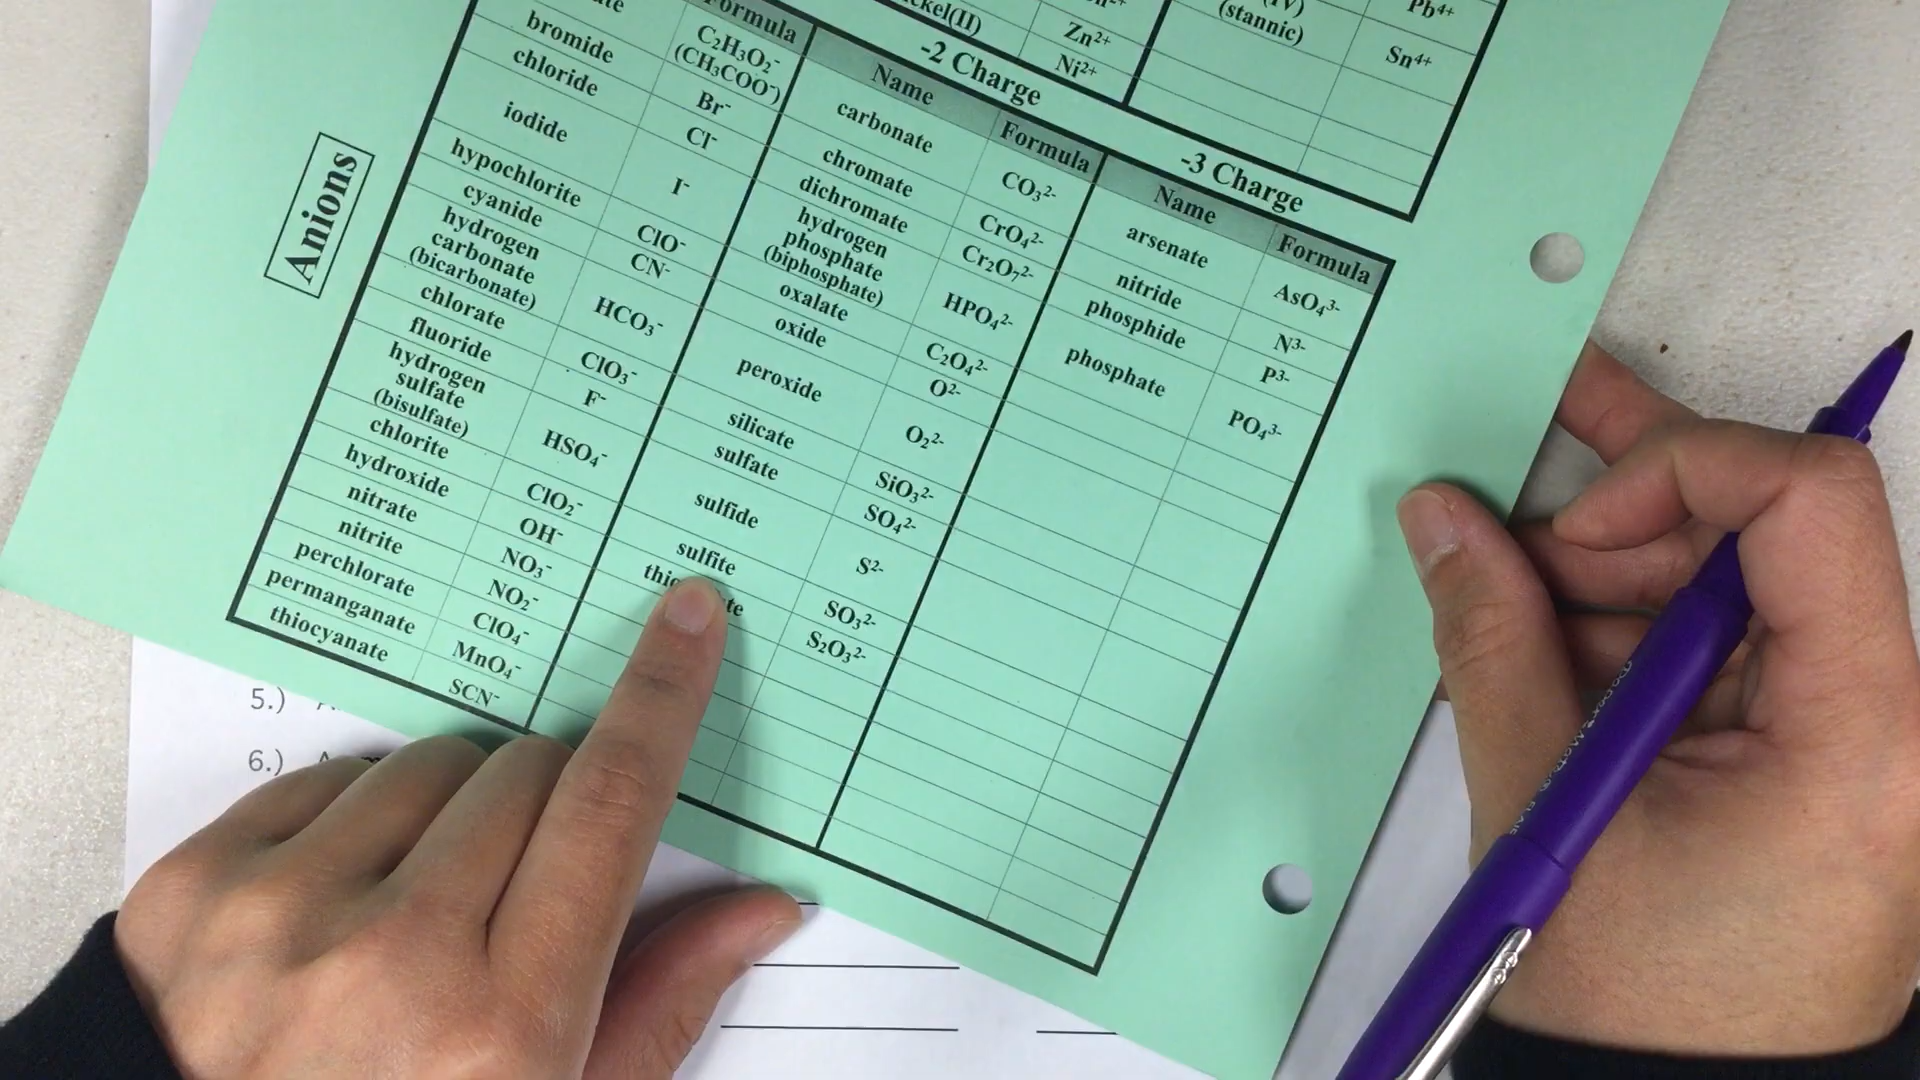 Pb4+
(stannic)
Sn4+
Zn2+
Ni2+
Formula
C2H3O2-
(CH3COO-)
bromide
Br-
chloride
Cl-
iodide
I-
hypochlorite
ClO-
cyanide
CN-
hydrogen
carbonate
(bicarbonate)
HCO3-
chlorate
ClO3-
fluoride
F-
hydrogen
sulfate
(bisulfate)
HSO4-
chlorite
ClO2-
hydroxide
OH-
nitrate
NO3-
nitrite
NO2-
perchlorate
ClO4-
permanganate
MnO4-
thiocyanate
SCN-
Anions
-2 Charge
Name
Formula
carbonate
CO32-
chromate
CrO42-
dichromate
Cr2O72-
hydrogen
phosphate
(biphosphate)
HPO42-
oxalate
C2O42-
oxide
O2-
peroxide
O22-
silicate
SiO32-
sulfate
SO42-
sulfide
S2-
sulfite
SO32-
S2O32-
-3 Charge
Name
Formula
arsenate
AsO43-
nitride
N3-
phosphide
P3-
phosphate
PO43-
5.)
6.)